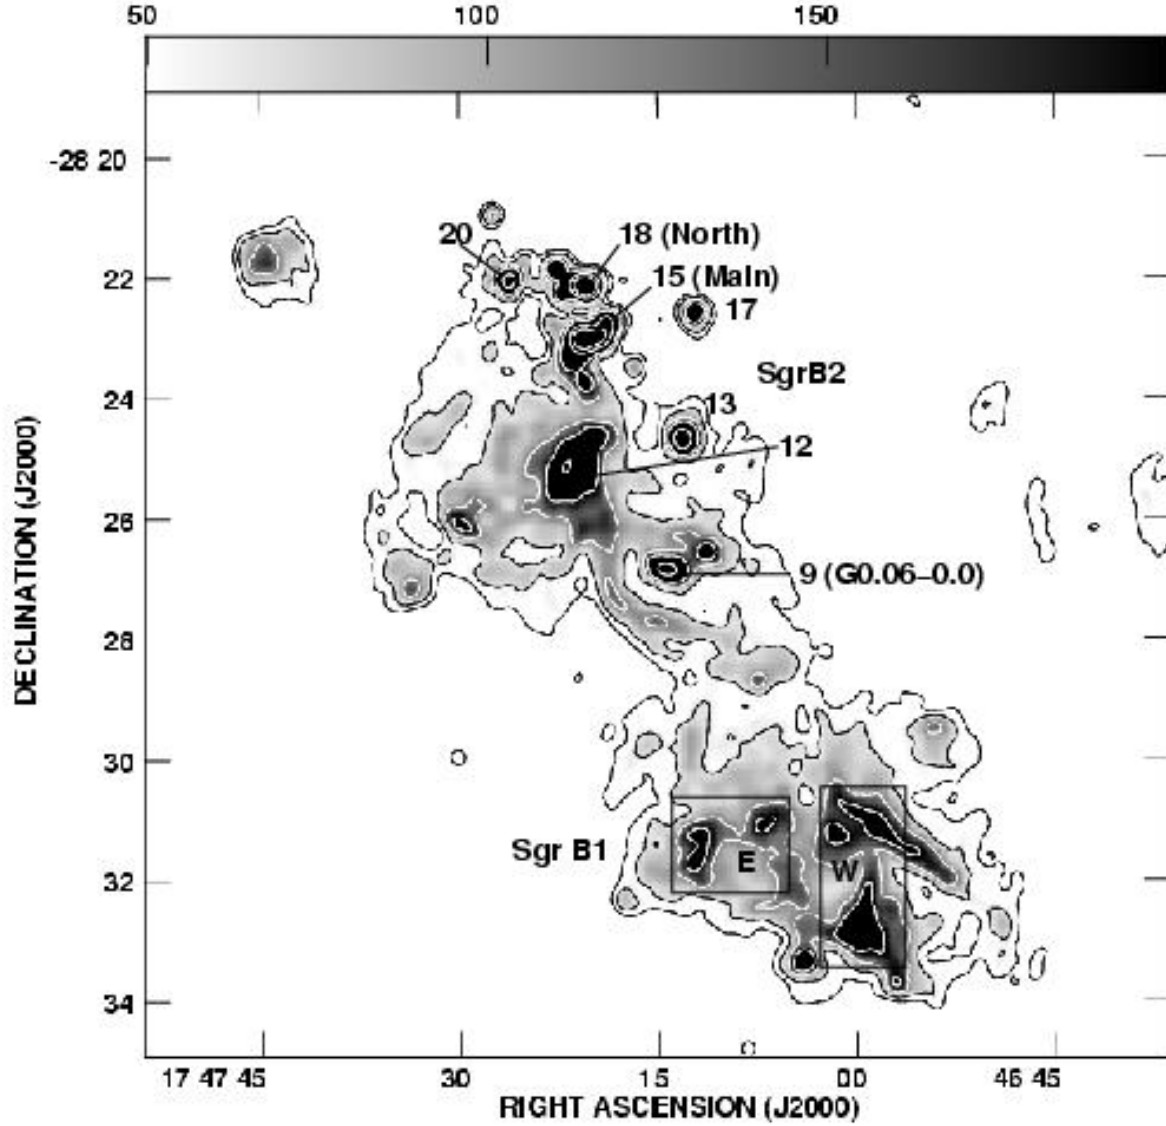 50 100 150
-28 20
20 18 (North)
22 15 (Main)
17
SgrB2
24 13
12
26
9 (G0.06-0.0)
28
30
Sgr B1 E W
32
34
DECLINATION (J2000)
17 47 45 30 15 00 46 45
RIGHT ASCENSION (J2000)